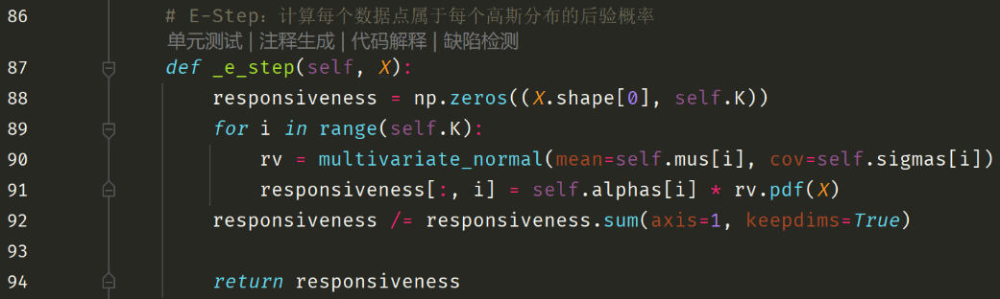 86 # E-Step：计算每个数据点属于每个高斯分布的后验概率
单元测试 | 注释生成 | 代码解释 | 缺陷检测
87 def _e_step(self, X):
88 responsiveness = np.zeros((X.shape[0], self.K))
89 for i in range(self.K):
90 rv = multivariate_normal(mean=self.mus[i], cov=self.sigmas[i])
91 responsiveness[:, i] = self.alphas[i] * rv.pdf(X)
92 responsiveness /= responsiveness.sum(axis=1, keepdims=True)
93
94 return responsiveness